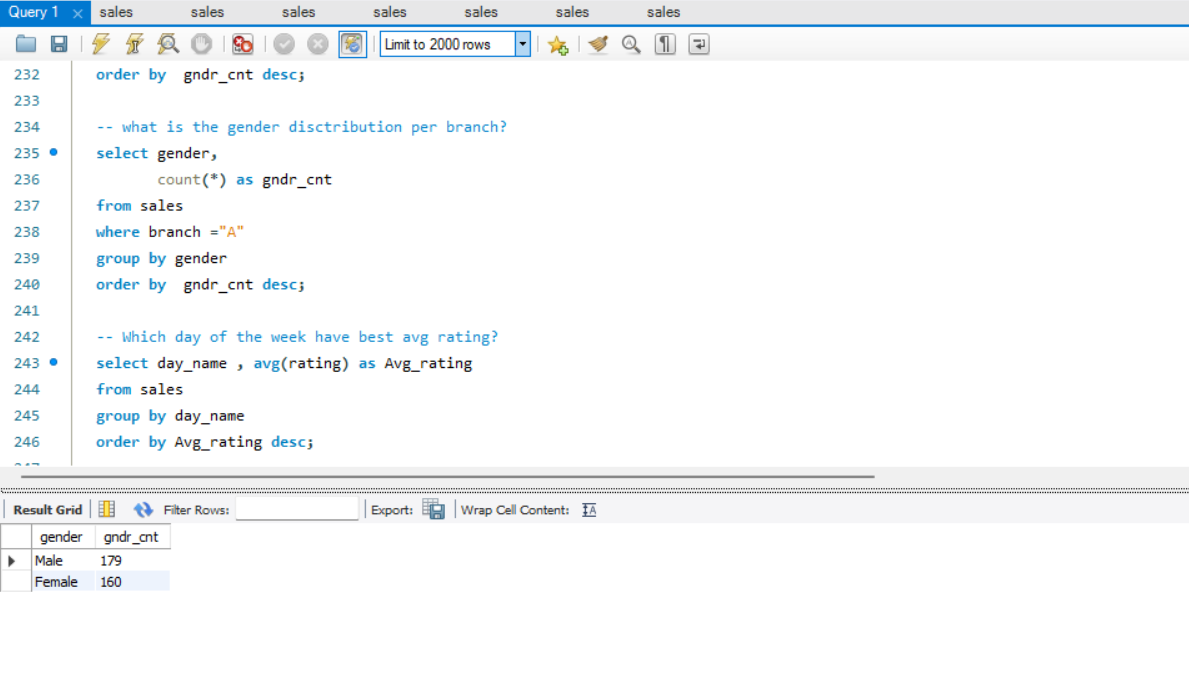 Query 1 sales sales sales sales sales sales sales
Limit to 2000 rows
232 order by  gndr_cnt desc;
233
234 -- what is the gender disctribution per branch?
235 select gender,
236 count(*) as gndr_cnt
237 from sales
238 where branch ="A"
239 group by gender
240 order by  gndr_cnt desc;
241
242 -- Which day of the week have best avg rating?
243 select day_name , avg(rating) as Avg_rating
244 from sales
245 group by day_name
246 order by Avg_rating desc;
Result Grid Filter Rows: Export: Wrap Cell Content:
gender gndr_cnt
Male 179
Female 160